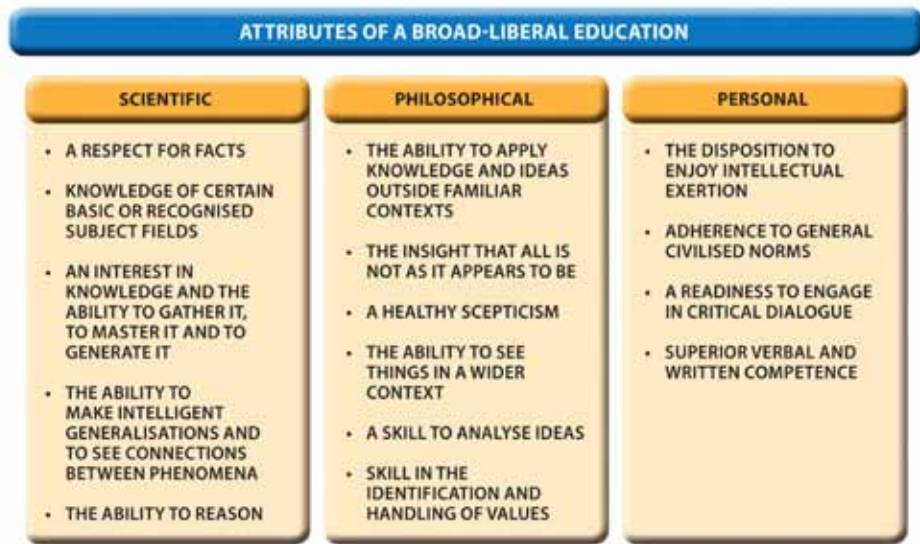 ATTRIBUTES OF A BROAD-LIBERAL EDUCATION
SCIENTIFIC
• A RESPECT FOR FACTS
• KNOWLEDGE OF CERTAIN
BASIC OR RECOGNISED
SUBJECT FIELDS
• AN INTEREST IN
KNOWLEDGE AND THE
ABILITY TO GATHER IT,
TO MASTER IT AND TO
GENERATE IT
• THE ABILITY TO
MAKE INTELLIGENT
GENERALISATIONS AND
TO SEE CONNECTIONS
BETWEEN PHENOMENA
• THE ABILITY TO REASON
PHILOSOPHICAL
• THE ABILITY TO APPLY
KNOWLEDGE AND IDEAS
OUTSIDE FAMILIAR
CONTEXTS
• THE INSIGHT THAT ALL IS
NOT AS IT APPEARS TO BE
• A HEALTHY SCEPTICISM
• THE ABILITY TO SEE
THINGS IN A WIDER
CONTEXT
• A SKILL TO ANALYSE IDEAS
• SKILL IN THE
IDENTIFICATION AND
HANDLING OF VALUES
PERSONAL
• THE DISPOSITION TO
ENJOY INTELLECTUAL
EXERTION
• ADHERENCE TO GENERAL
CIVILISED NORMS
• A READINESS TO ENGAGE
IN CRITICAL DIALOGUE
• SUPERIOR VERBAL AND
WRITTEN COMPETENCE